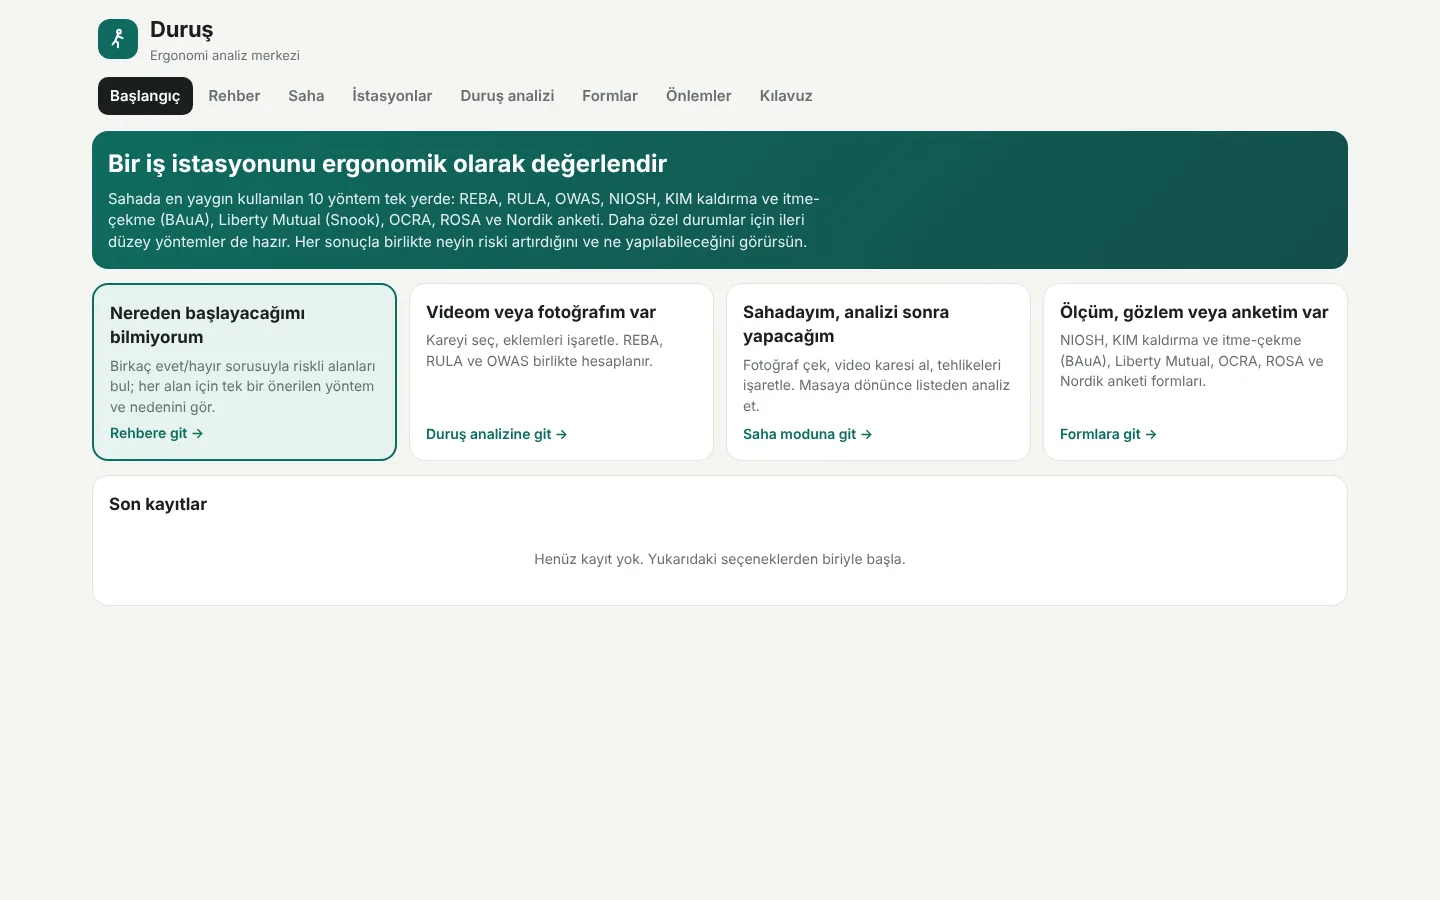 Duruş
Ergonomi analiz merkezi
Başlangıç
Rehber
Saha
İstasyonlar
Duruş analizi
Formlar
Önlemler
Kılavuz
Bir iş istasyonunu ergonomik olarak değerlendir
Sahada en yaygın kullanılan 10 yöntem tek yerde: REBA, RULA, OWAS, NIOSH, KIM kaldırma ve itme-
çekme (BAuA), Liberty Mutual (Snook), OCRA, ROSA ve Nordik anketi. Daha özel durumlar için ileri
düzey yöntemler de hazır. Her sonuçla birlikte neyin riski artırdığını ve ne yapılabileceğini görürsün.
Nereden başlayacağımı
bilmiyorum
Birkaç evet/hayır sorusuyla riskli alanları
bul; her alan için tek bir önerilen yöntem
ve nedenini gör.
Rehbere git →
Videom veya fotoğrafım var
Kareyi seç, eklemleri işaretle. REBA,
RULA ve OWAS birlikte hesaplanır.
Duruş analizine git →
Sahadayım, analizi sonra
yapacağım
Fotoğraf çek, video karesi al, tehlikeleri
işaretle. Masaya dönünce listeden analiz
et.
Saha moduna git →
Ölçüm, gözlem veya anketim var
NIOSH, KIM kaldırma ve itme-çekme
(BAuA), Liberty Mutual, OCRA, ROSA ve
Nordik anketi formları.
Formlara git →
Son kayıtlar
Henüz kayıt yok. Yukarıdaki seçeneklerden biriyle başla.